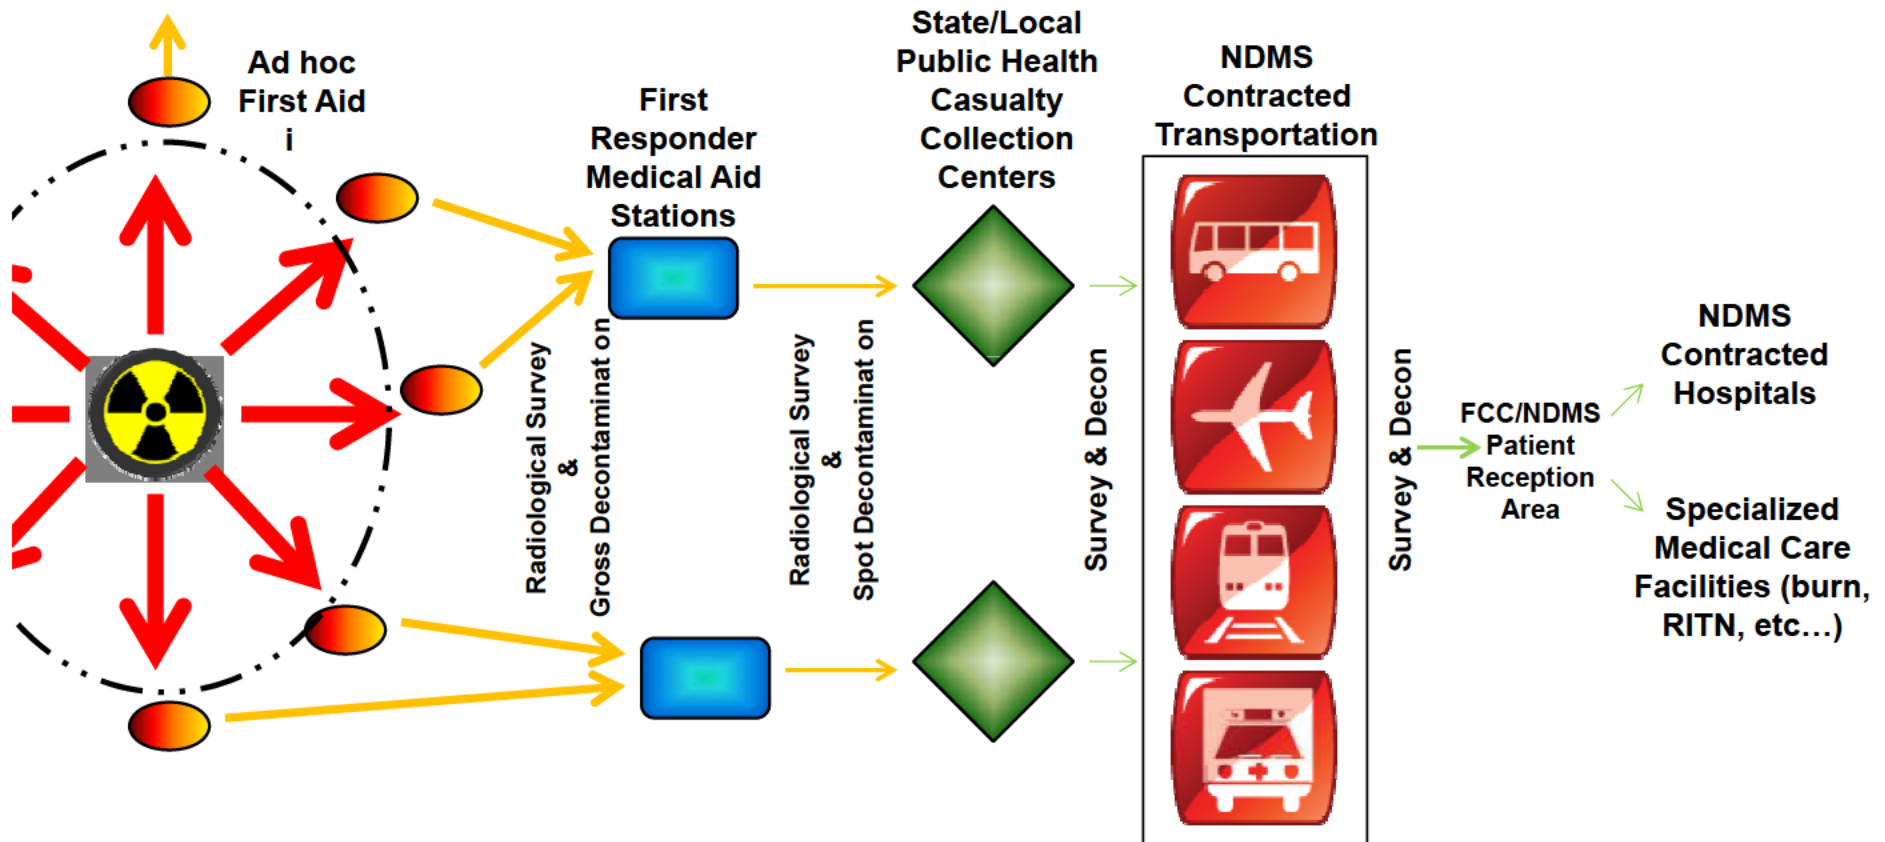 Ad hoc
First Aid
i
First
Responder
Medical Aid
Stations
State/Local
Public Health
Casualty
Collection
Centers
NDMS
Contracted
Transportation
Radiological Survey
&
Gross Decontaminat on
Radiological Survey
&
Spot Decontaminat on
Survey & Decon
Survey & Decon
FCC/NDMS
Patient
Reception
Area
NDMS
Contracted
Hospitals
Specialized
Medical Care
Facilities (burn,
RITN, etc…)